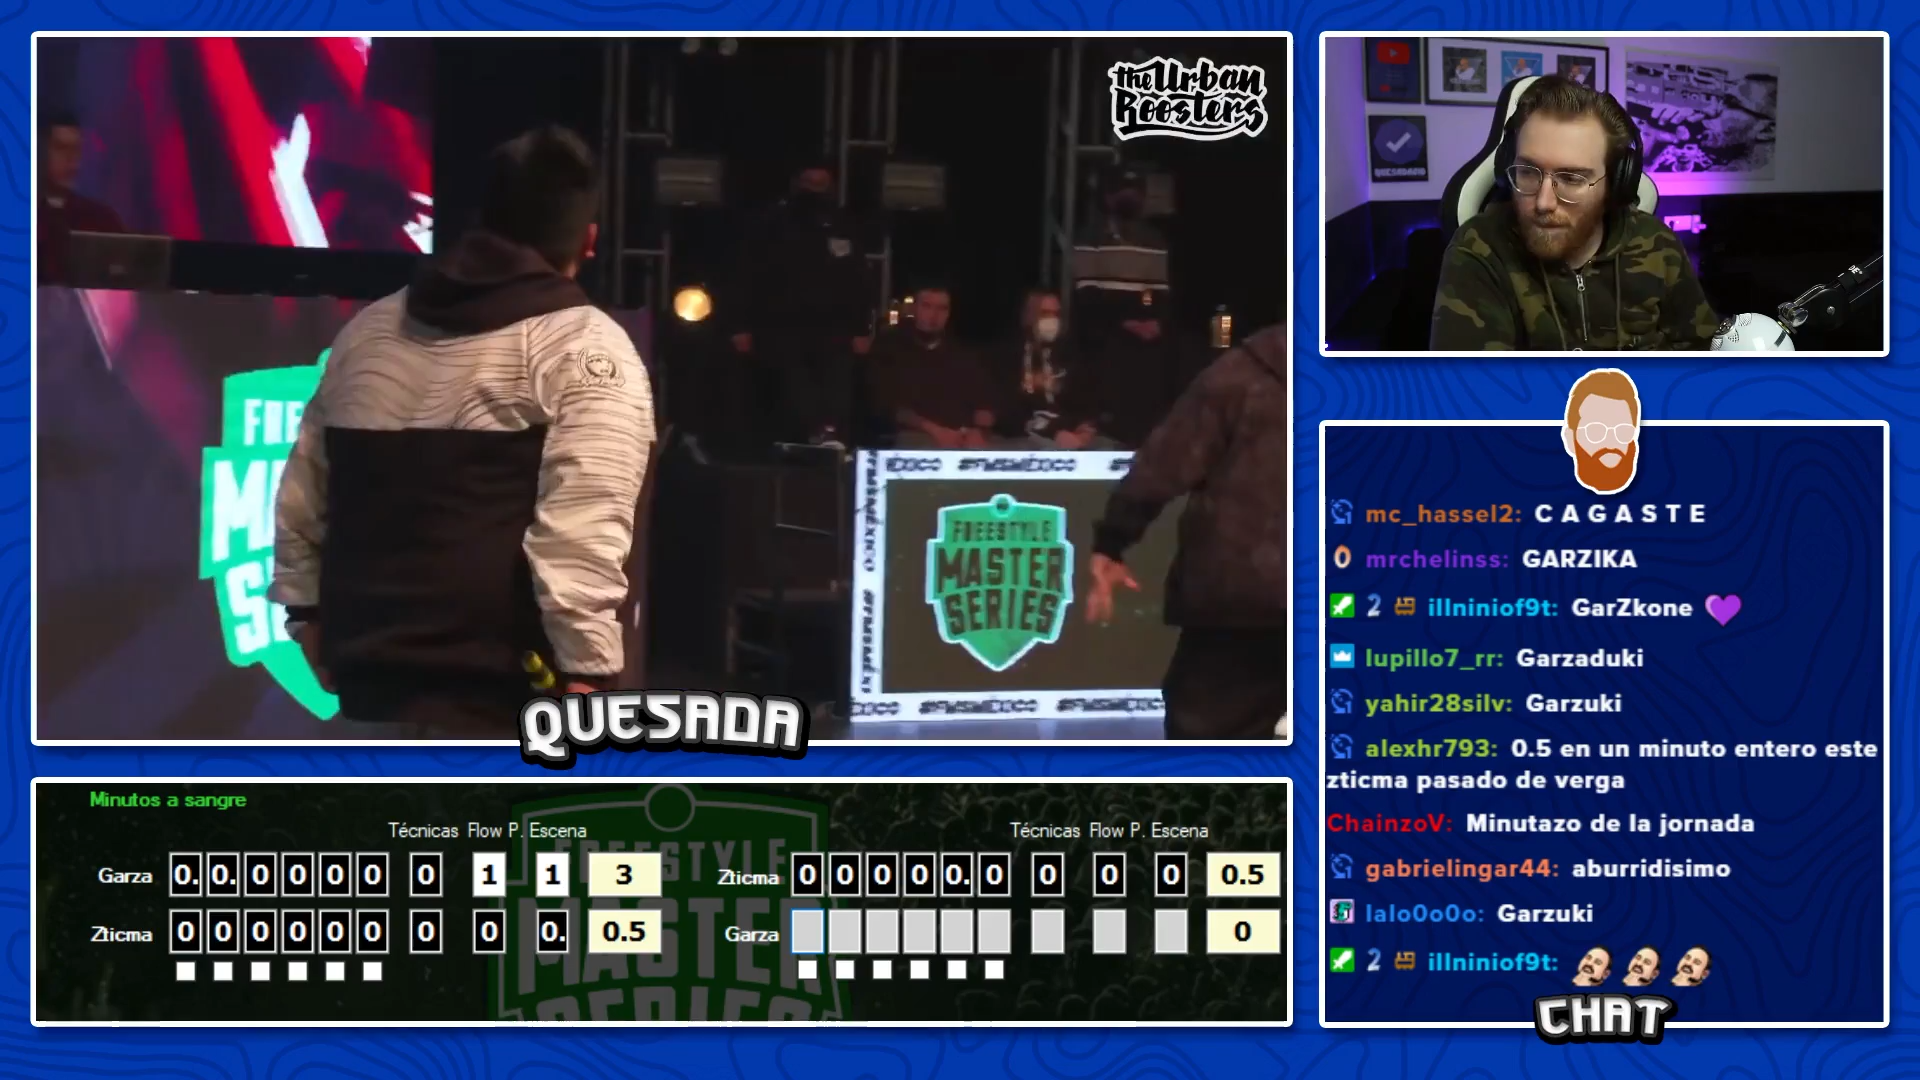 the Urban
Roosters
FREESTYLE
MASTER
SERIES
QUESADA
Minutos a sangre
Técnicas Flow P. Escena
Garza 0. 0. 0 0 0 0 0 1 1 3
Zticma 0 0 0 0 0 0 0 0 0. 0.5
Técnicas Flow P. Escena
Zticma 0 0 0 0 0. 0 0 0 0 0.5
Garza 0
mc_hassel2: C A G A S T E
mrchelinss: GARZIKA
2 illniniof9t: GarZkone
lupillo7_rr: Garzaduki
yahir28silv: Garzuki
alexhr793: 0.5 en un minuto entero este
zticma pasado de verga
ChainzoV: Minutazo de la jornada
gabrielingar44: aburridisimo
lalo0o0o: Garzuki
2 illniniof9t:
CHAT